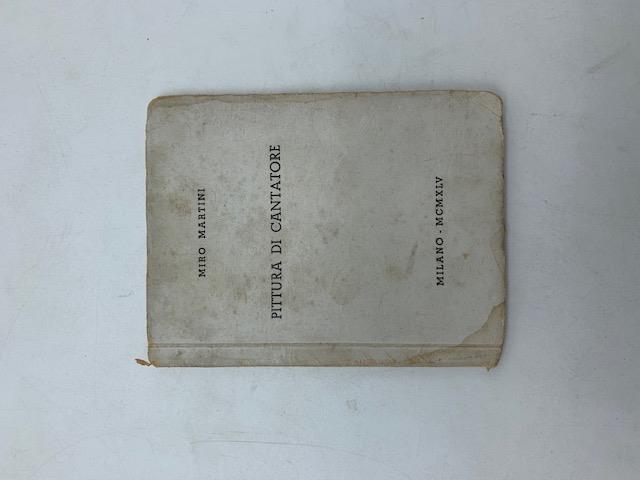 MIRO MARTINI
PITTURA DI CANTATORE
MILANO - MCMXLV